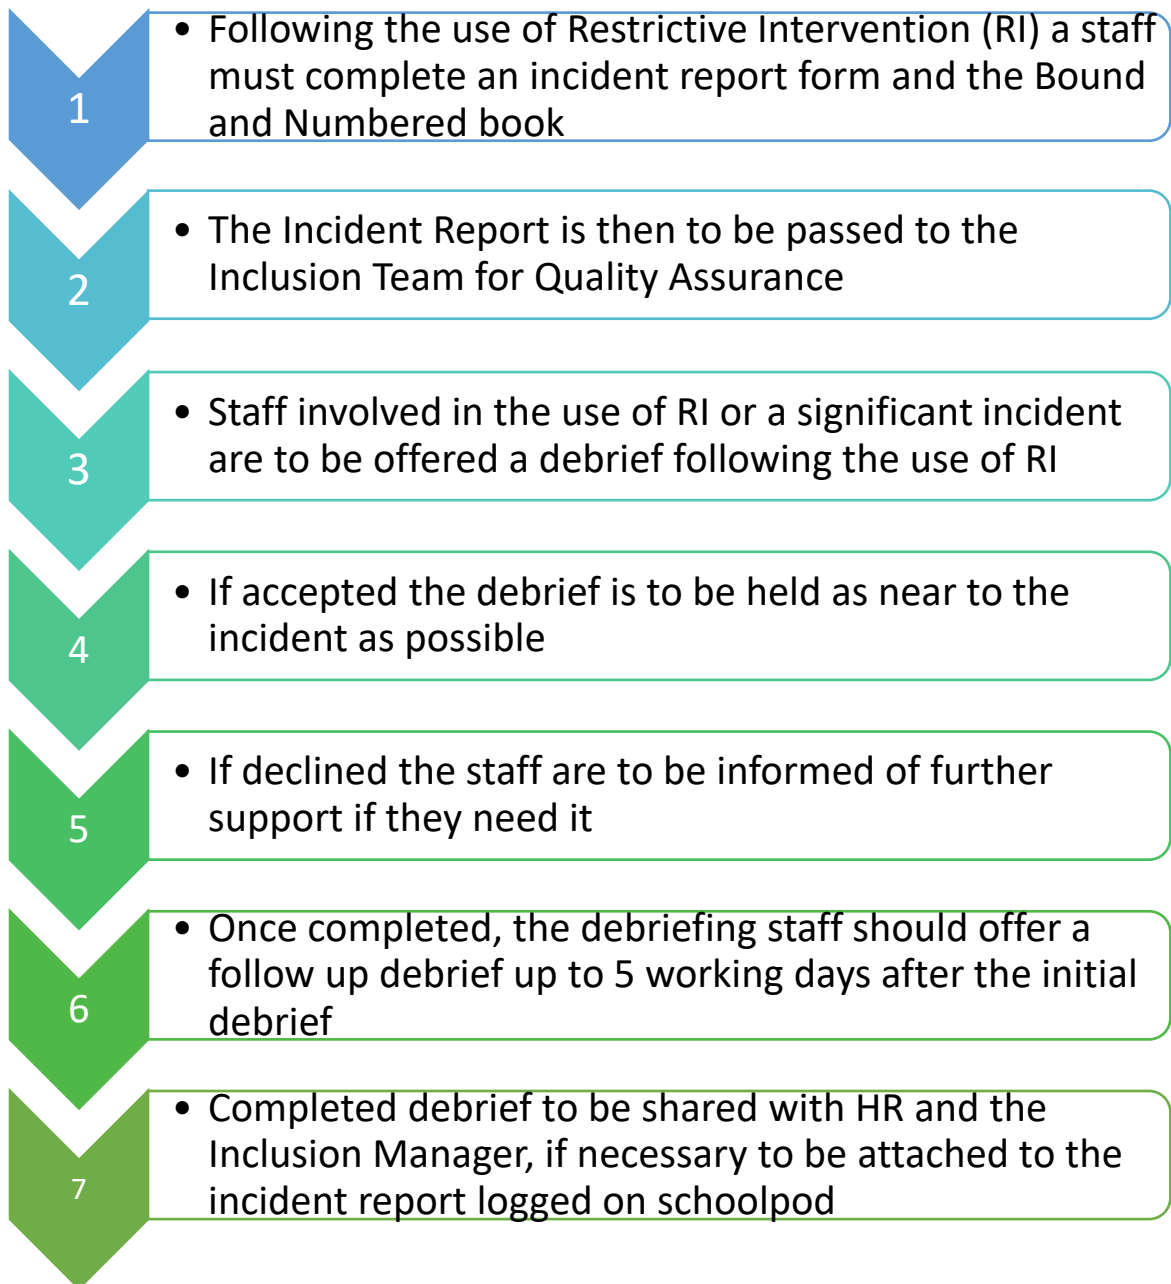 1
• Following the use of Restrictive Intervention (RI) a staff
must complete an incident report form and the Bound
and Numbered book
2
• The Incident Report is then to be passed to the
Inclusion Team for Quality Assurance
3
• Staff involved in the use of RI or a significant incident
are to be offered a debrief following the use of RI
4
• If accepted the debrief is to be held as near to the
incident as possible
5
• If declined the staff are to be informed of further
support if they need it
6
• Once completed, the debriefing staff should offer a
follow up debrief up to 5 working days after the initial
debrief
7
• Completed debrief to be shared with HR and the
Inclusion Manager, if necessary to be attached to the
incident report logged on schoolpod